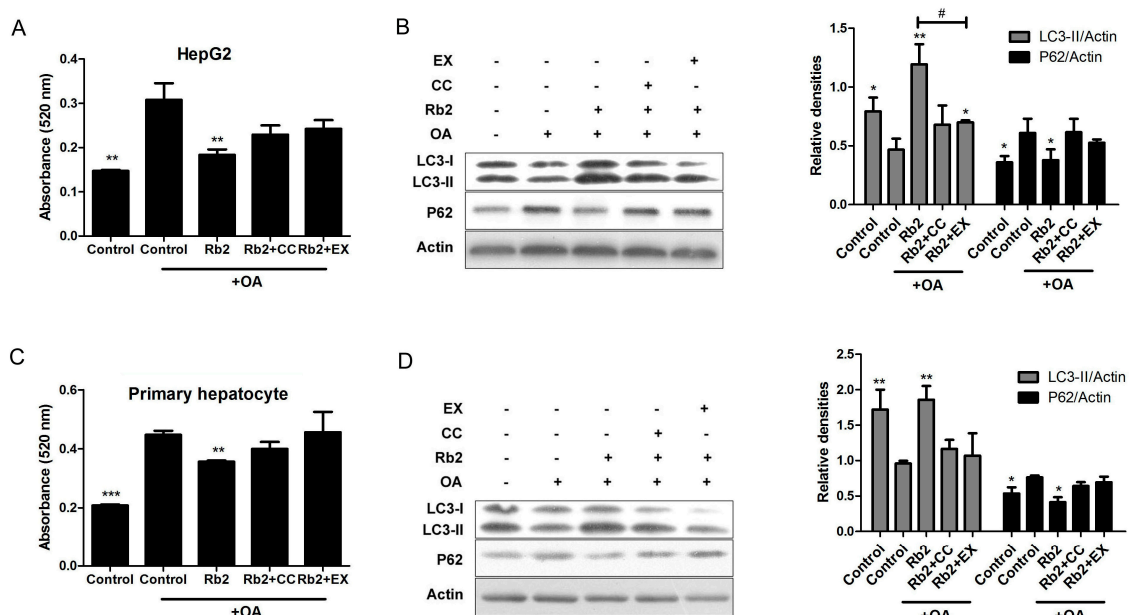 A
HepG2
Absorbance (520 nm)
0.4
0.3
0.2
0.1
0.0
**
**
Control Control Rb2 Rb2+CC Rb2+EX
+OA
B
EX - - - - +
CC - - - + -
Rb2 - - + + +
OA - + + + +
LC3-I
LC3-II
P62
Actin
Relative densities
1.5
1.0
0.5
0.0
#
LC3-II/Actin
P62/Actin
* ** * * *
Control Control Rb2 Rb2+CC Rb2+EX Control Control Rb2 Rb2+CC Rb2+EX
+OA +OA
C
Primary hepatocyte
Absorbance (520 nm)
0.6
0.4
0.2
0.0
***
**
Control Control Rb2 Rb2+CC Rb2+EX
+OA
D
EX - - - - +
CC - - - + -
Rb2 - - + + +
OA - + + + +
LC3-I
LC3-II
P62
Actin
Relative densities
2.5
2.0
1.5
1.0
0.5
0.0
LC3-II/Actin
P62/Actin
** ** * *
Control Control Rb2 Rb2+CC Rb2+EX Control Control Rb2 Rb2+CC Rb2+EX
+OA +OA